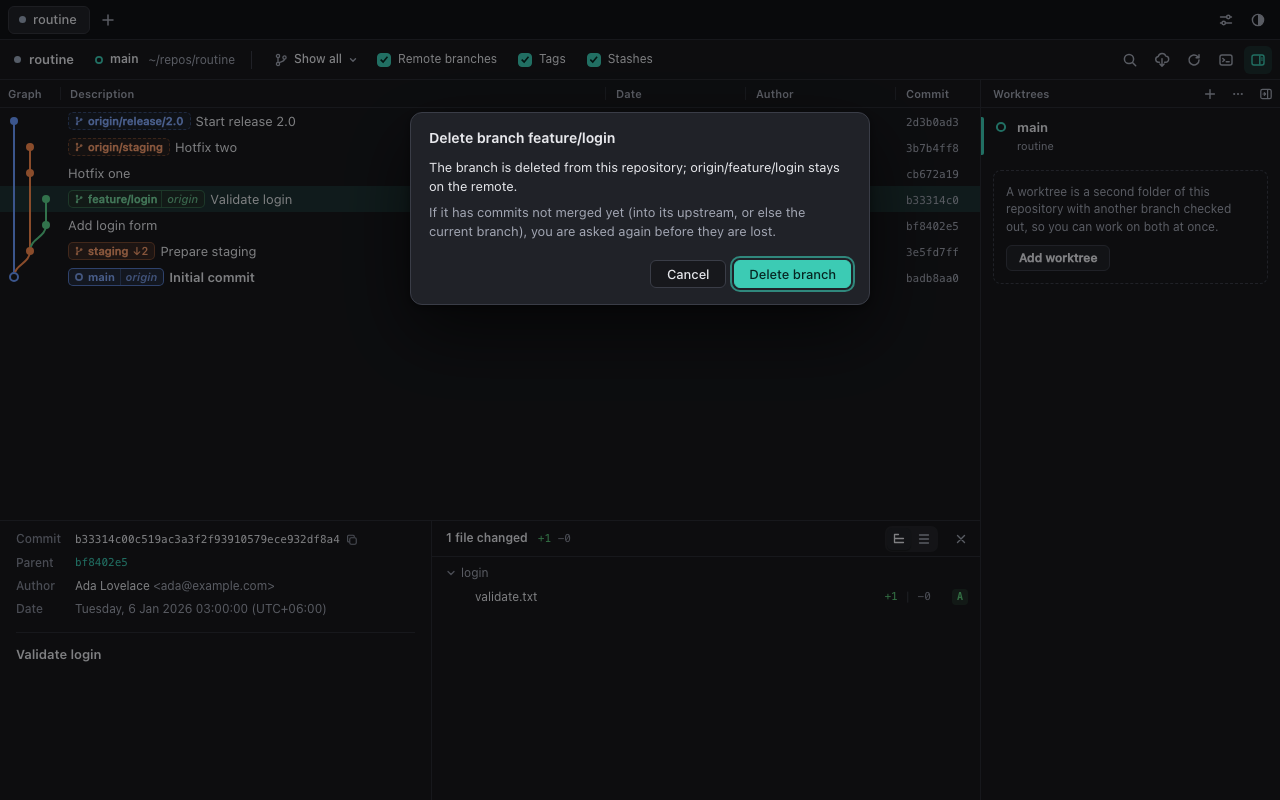 routine
routine main ~/repos/routine Show all Remote branches Tags Stashes
Graph Description Date Author Commit Worktrees
origin/release/2.0 Start release 2.0 2d3b0ad3
origin/staging Hotfix two 3b7b4ff8
Hotfix one cb672a19
feature/login origin Validate login b33314c0
Add login form bf8402e5
staging ↓2 Prepare staging 3e5fd7ff
main origin Initial commit badb8aa0
Delete branch feature/login
The branch is deleted from this repository; origin/feature/login stays
on the remote.
If it has commits not merged yet (into its upstream, or else the
current branch), you are asked again before they are lost.
Cancel Delete branch
main
routine
A worktree is a second folder of this
repository with another branch checked
out, so you can work on both at once.
Add worktree
Commit b33314c00c519ac3a3f2f93910579ece932df8a4
Parent bf8402e5
Author Ada Lovelace <ada@example.com>
Date Tuesday, 6 Jan 2026 03:00:00 (UTC+06:00)
Validate login
1 file changed +1 −0
login
validate.txt +1 | −0 A